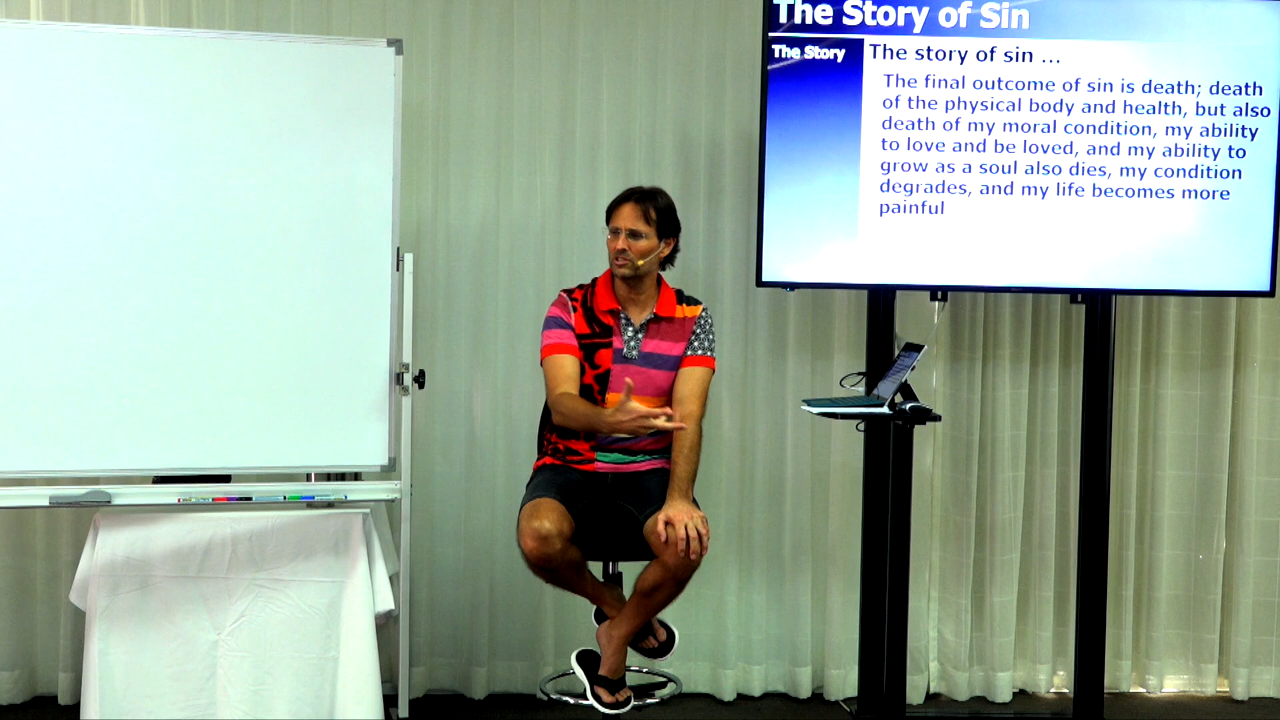 The Story of Sin
The Story
The story of sin ...
The final outcome of sin is death; death
of the physical body and health, but also
death of my moral condition, my ability
to love and be loved, and my ability to
grow as a soul also dies, my condition
degrades, and my life becomes more
painful